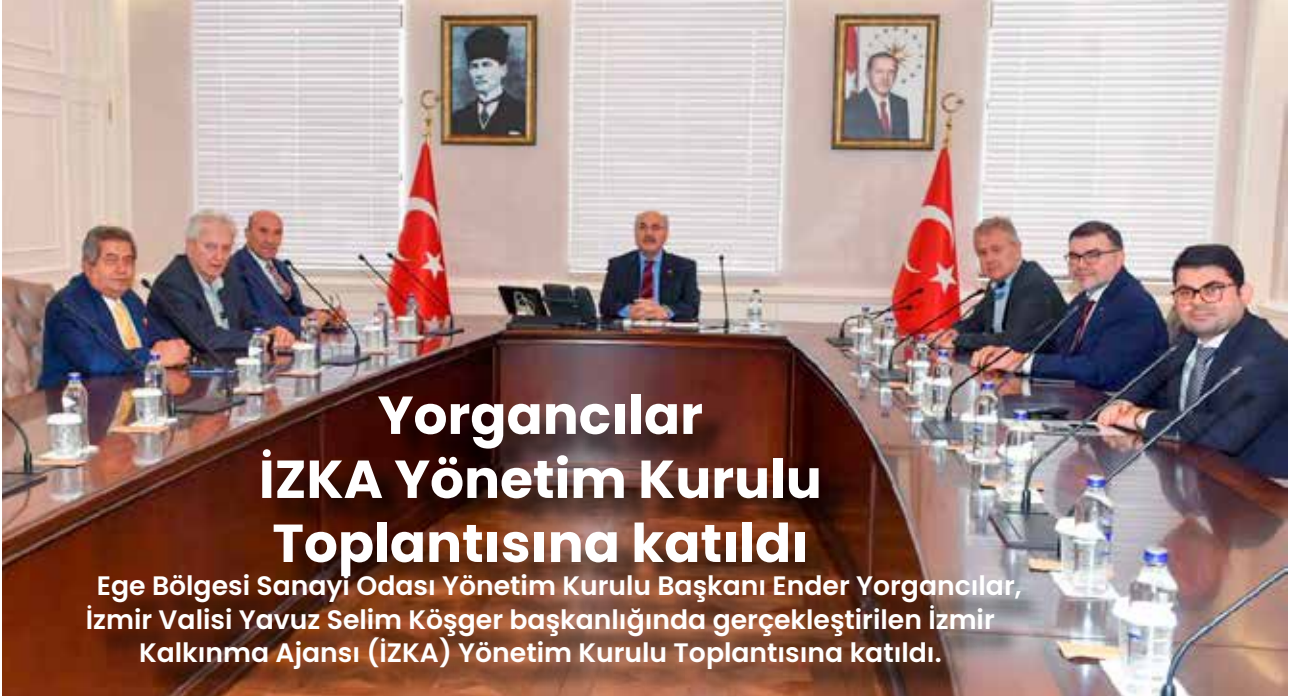 Yorgancılar
İZKA Yönetim Kurulu
Toplantısına katıldı
Ege Bölgesi Sanayi Odası Yönetim Kurulu Başkanı Ender Yorgancılar,
İzmir Valisi Yavuz Selim Köşger başkanlığında gerçekleştirilen İzmir
Kalkınma Ajansı (İZKA) Yönetim Kurulu Toplantısına katıldı.